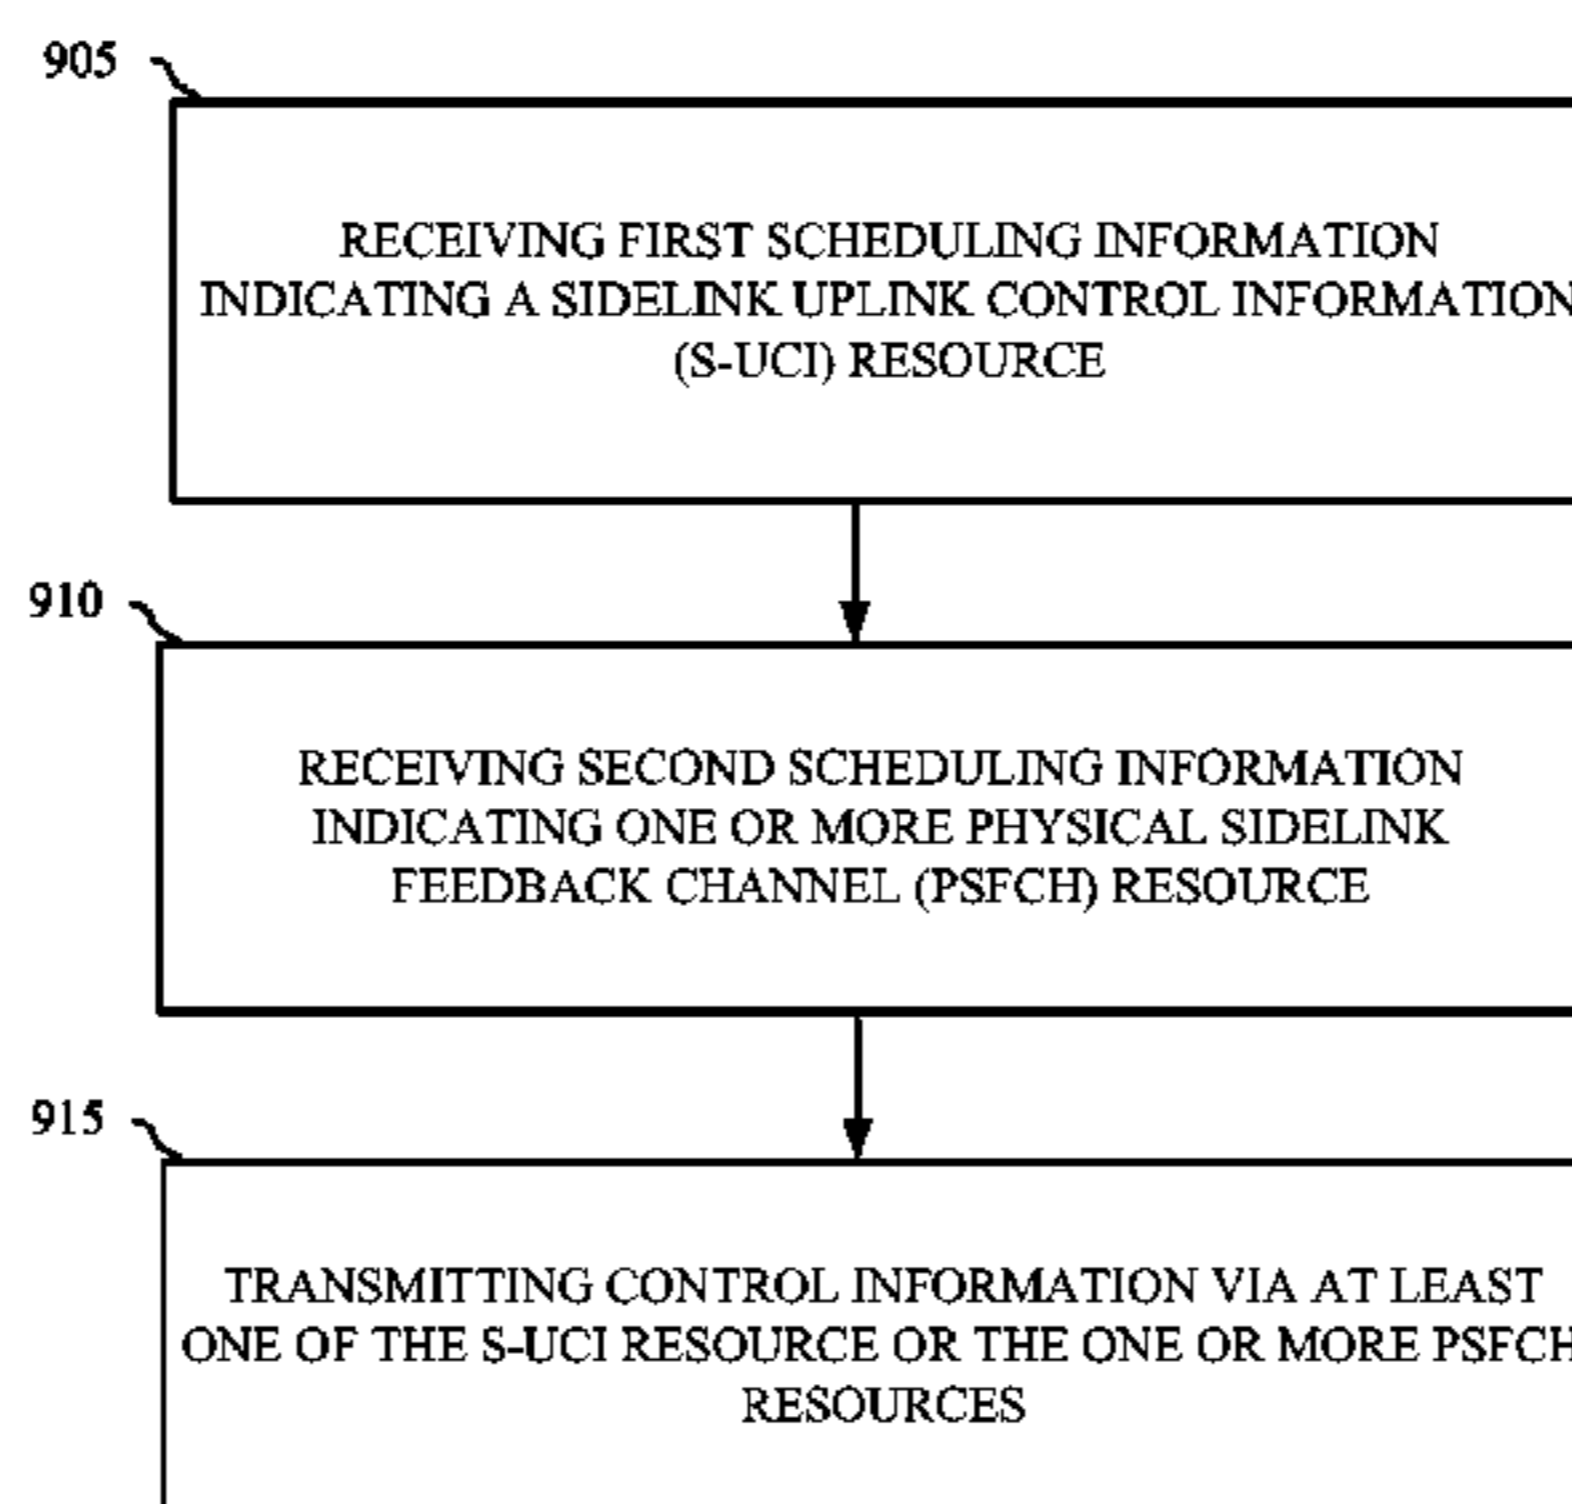 905
RECEIVING FIRST SCHEDULING INFORMATION
INDICATING A SIDELINK UPLINK CONTROL INFORMATION
(S-UCI) RESOURCE
910
RECEIVING SECOND SCHEDULING INFORMATION
INDICATING ONE OR MORE PHYSICAL SIDELINK
FEEDBACK CHANNEL (PSFCH) RESOURCE
915
TRANSMITTING CONTROL INFORMATION VIA AT LEAST
ONE OF THE S-UCI RESOURCE OR THE ONE OR MORE PSFCH
RESOURCES